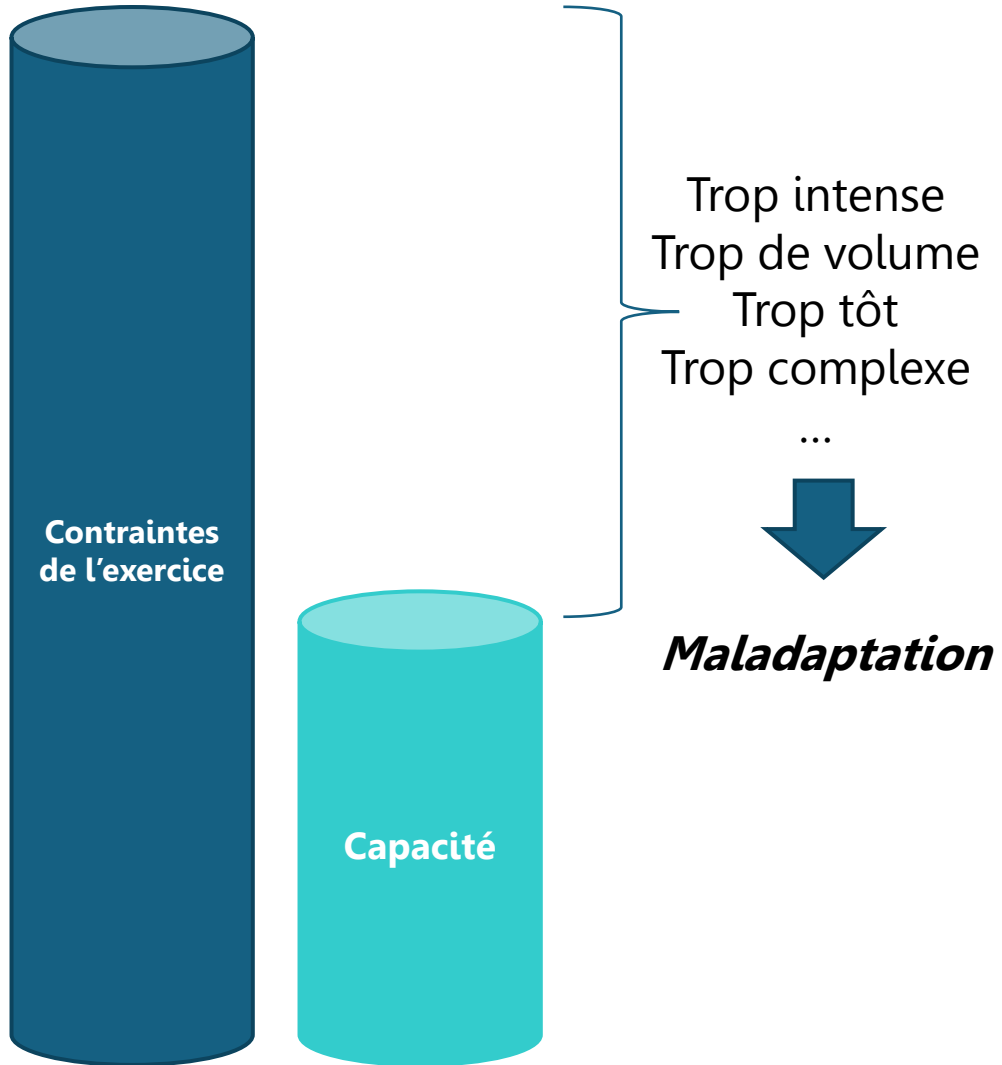 Trop intense
Trop de volume
Trop tôt
Trop complexe
...
Contraintes
de l’exercice
Maladaptation
Capacité